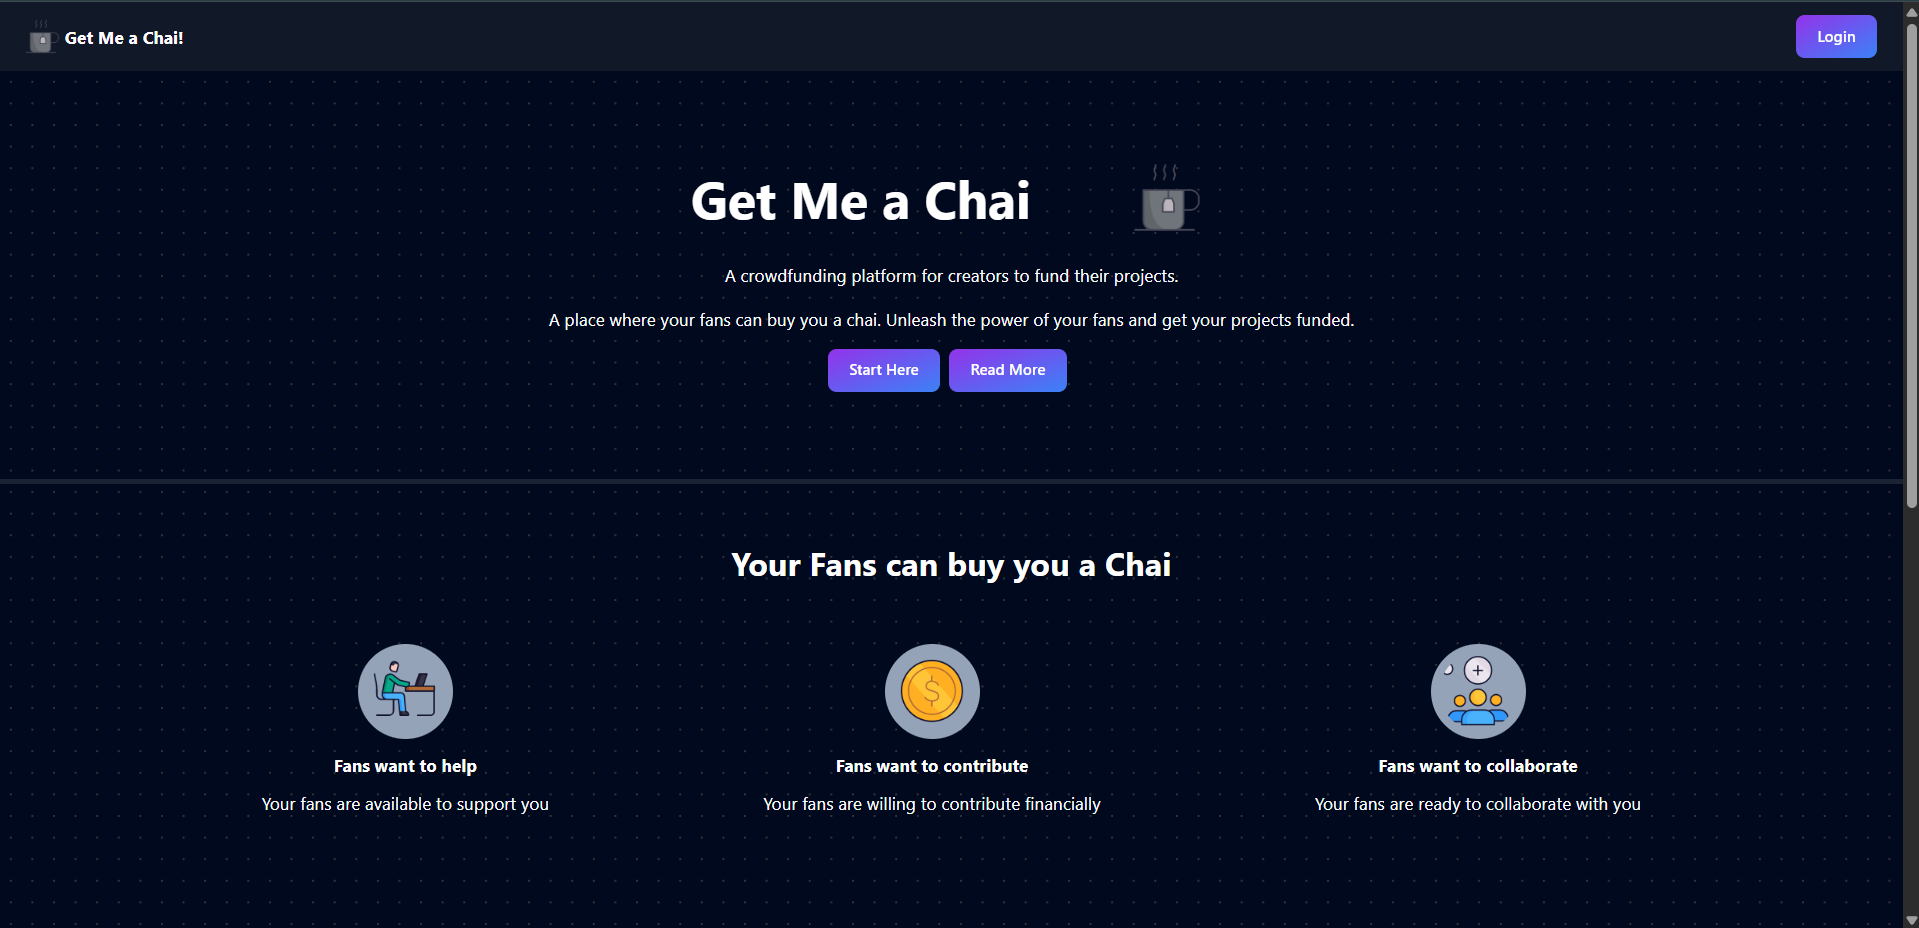 Get Me a Chai!
Login
Get Me a Chai
A crowdfunding platform for creators to fund their projects.
A place where your fans can buy you a chai. Unleash the power of your fans and get your projects funded.
Start Here
Read More
Your Fans can buy you a Chai
$
Fans want to help
Your fans are available to support you
Fans want to contribute
Your fans are willing to contribute financially
Fans want to collaborate
Your fans are ready to collaborate with you